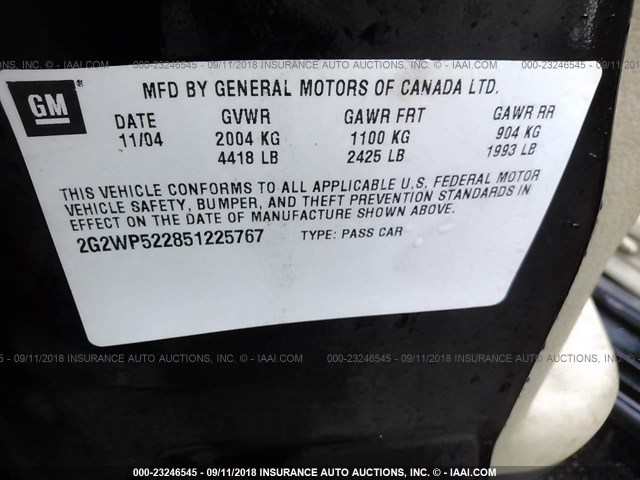 00-23246545 - 09/11/2018 INSURANCE AUTO AUCTIONS, INC. - © - IAAI.COM
GM
MFD BY GENERAL MOTORS OF CANADA LTD.
DATE GVWR GAWR FRT GAWR RR
11/04 2004 KG 1100 KG 904 KG
4418 LB 2425 LB 1993 LB
THIS VEHICLE CONFORMS TO ALL APPLICABLE U.S. FEDERAL MOTOR
VEHICLE SAFETY, BUMPER, AND THEFT PREVENTION STANDARDS IN
EFFECT ON THE DATE OF MANUFACTURE SHOWN ABOVE.
2G2WP522851225767 TYPE: PASS CAR
000-23246545 - 09/11/2018 INSURANCE AUTO AUCTIONS, INC. - © - IAAI.COM
000-23246545 - 09/11/2018 INSURANCE AUTO AUCTIONS, INC. - © - IAAI.COM